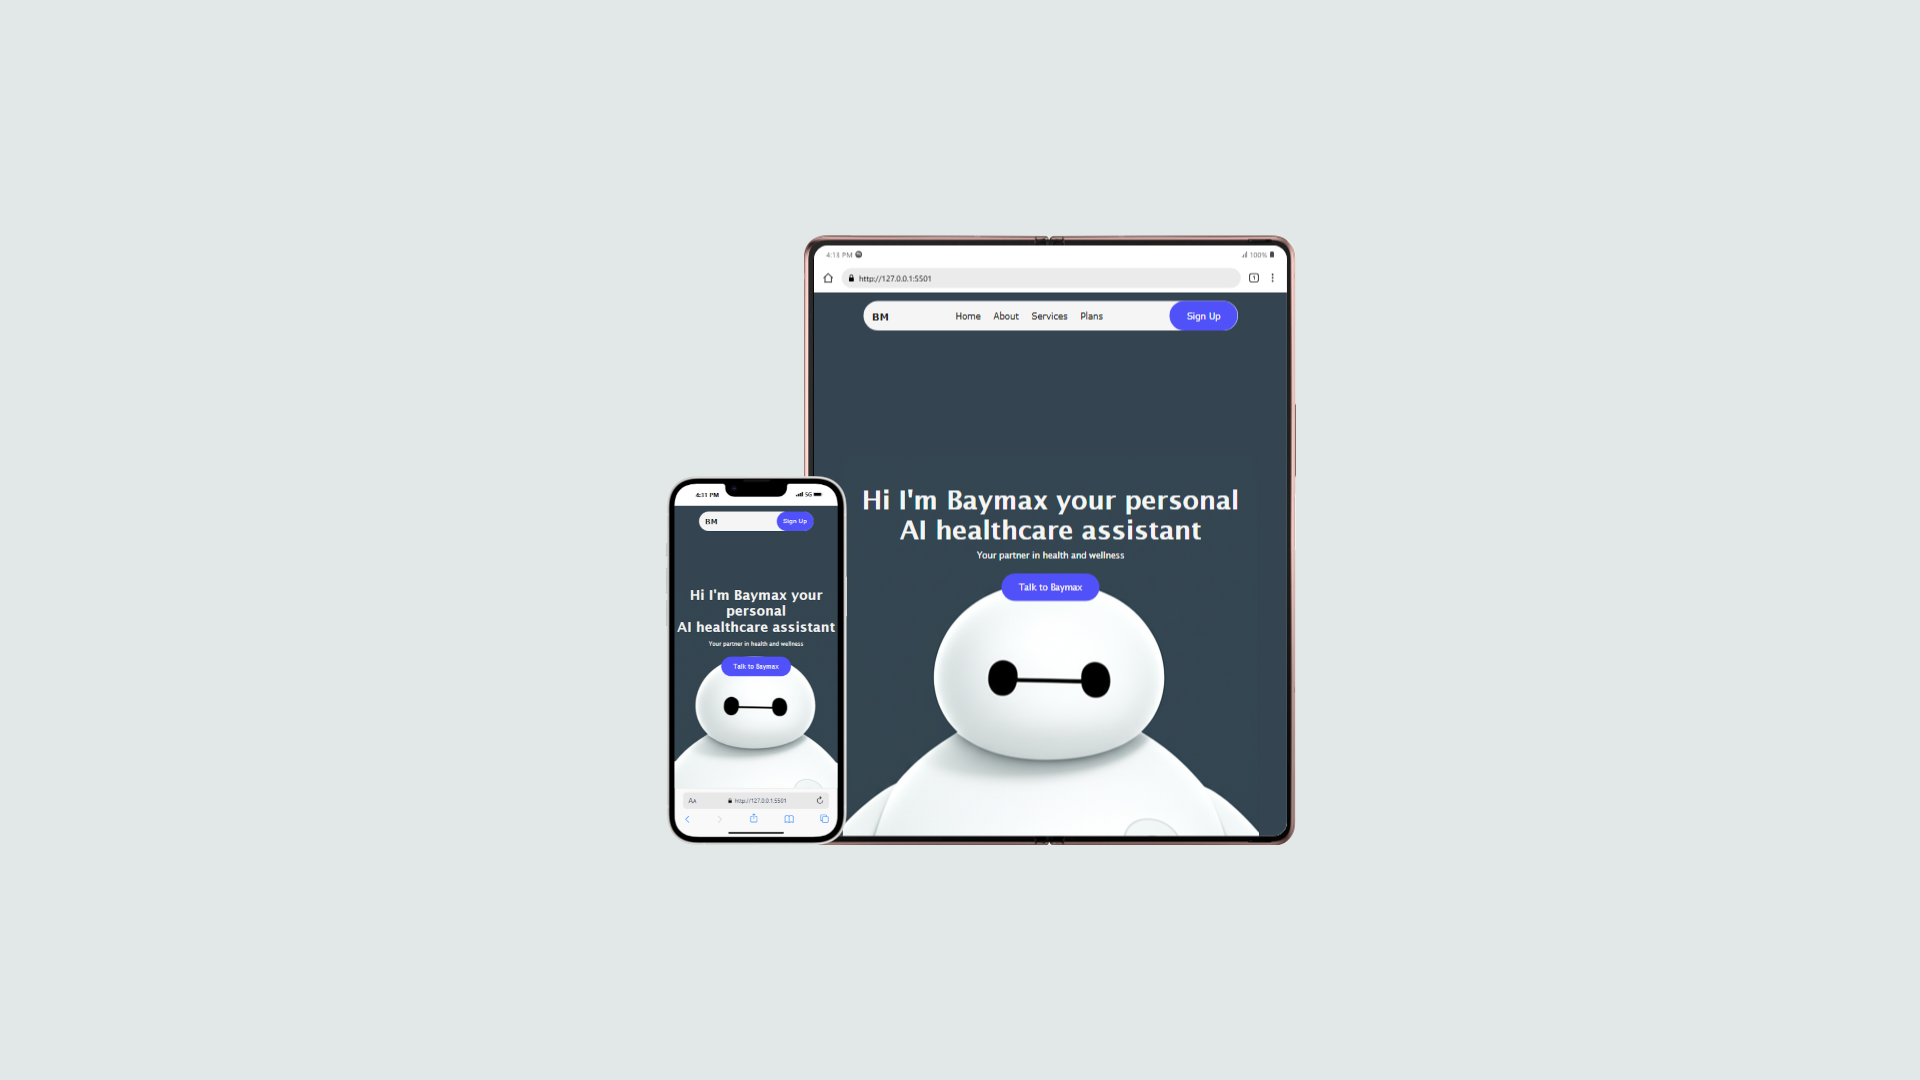 4:13 PM
100%
http://127.0.0.1:5501
1
BM Home About Services Plans Sign Up
Hi I'm Baymax your personal
AI healthcare assistant
Your partner in health and wellness
Talk to Baymax
4:11 PM
5G
BM Sign Up
Hi I'm Baymax your
personal
AI healthcare assistant
Your partner in health and wellness
Talk to Baymax
AA http://127.0.0.1:5501